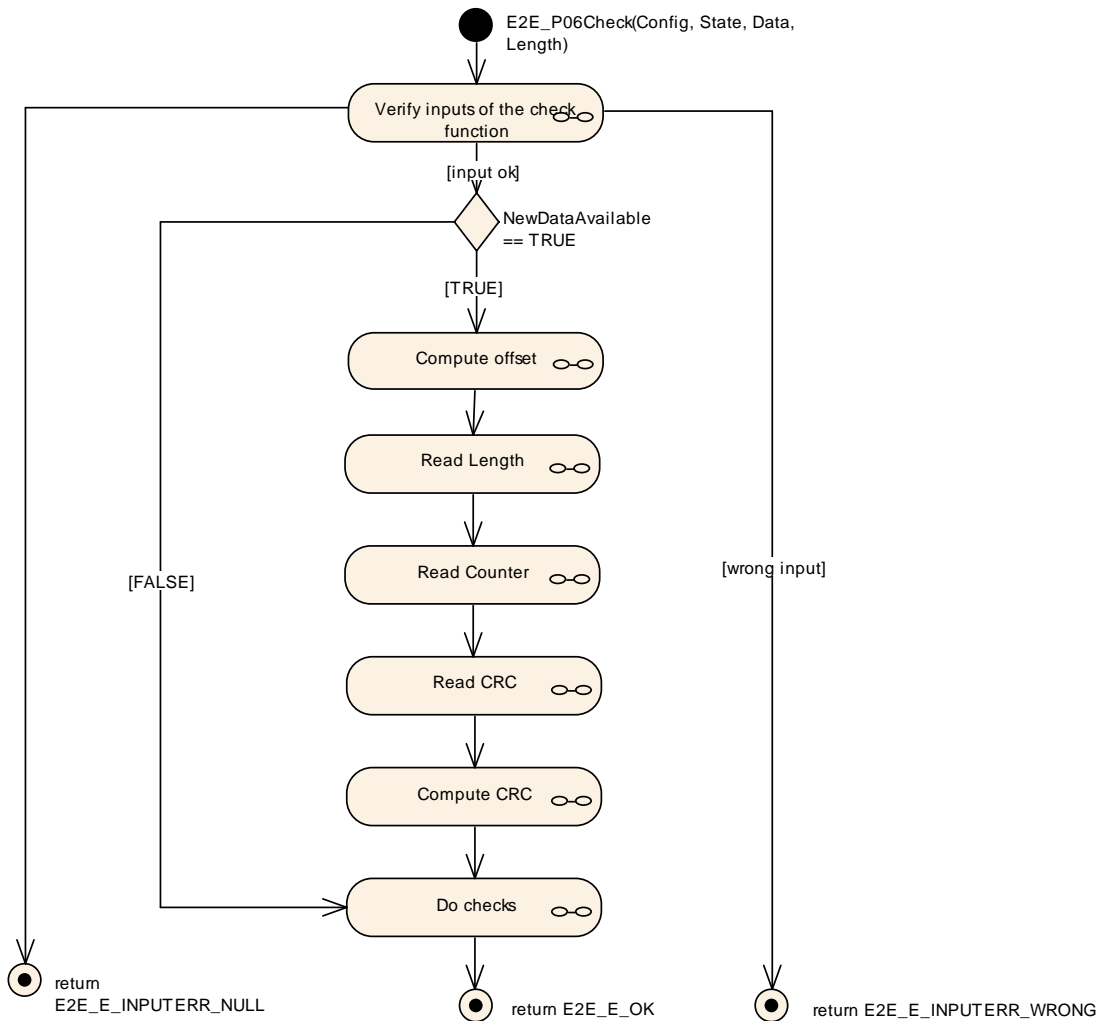 E2E_P06Check(Config, State, Data,
Length)
Verify inputs of the check
function
[input ok]
NewDataAvailable
== TRUE
[TRUE]
Compute offset
Read Length
Read Counter
[FALSE]
[wrong input]
Read CRC
Compute CRC
Do checks
return
E2E_E_INPUTERR_NULL
return E2E_E_OK
return E2E_E_INPUTERR_WRONG